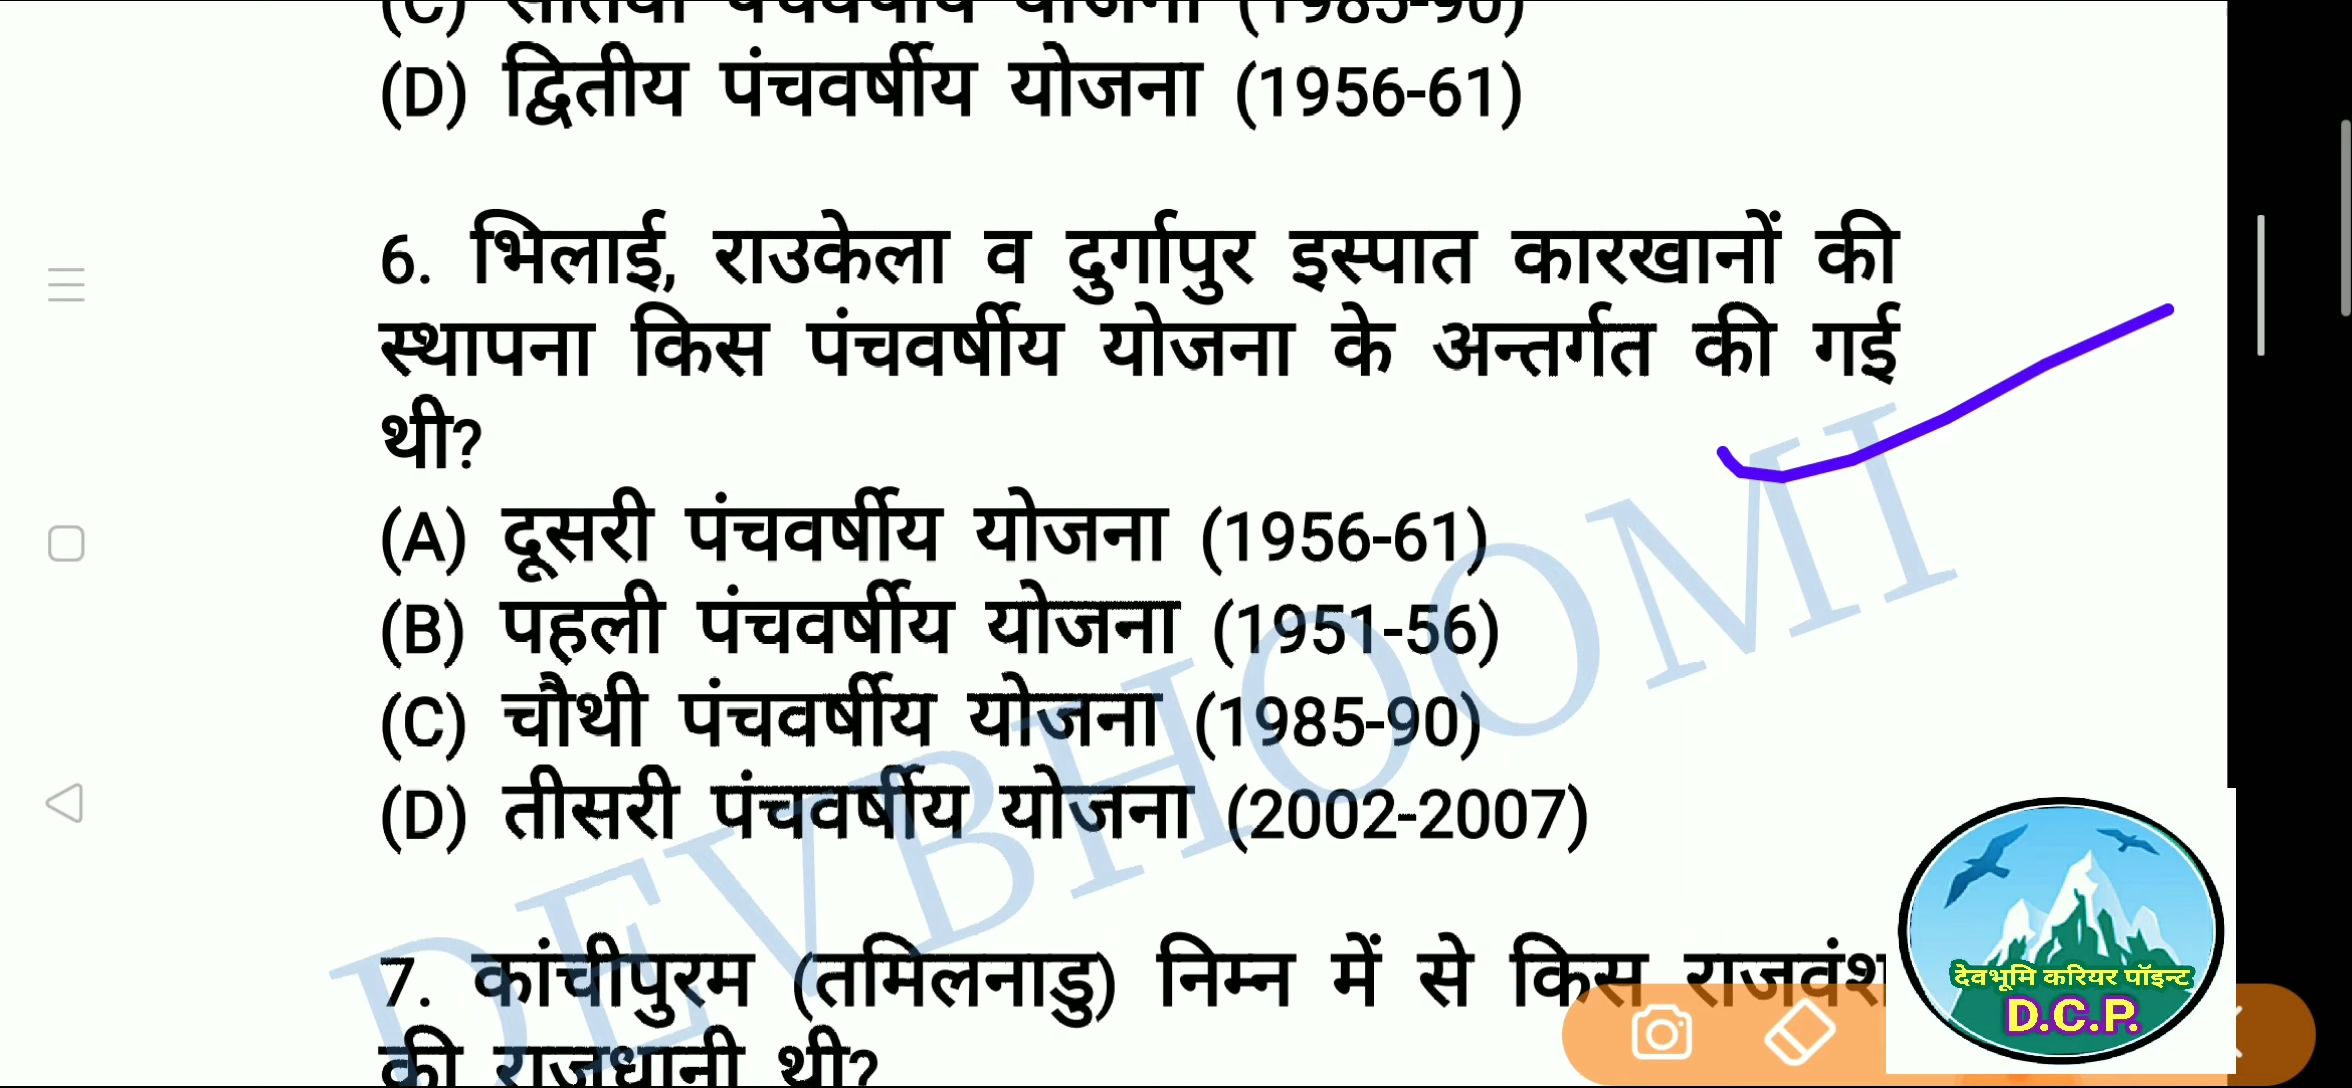 (D) द्वितीय पंचवर्षीय योजना (1956-61)
6. भिलाई, राउकेला व दुर्गापुर इस्पात कारखानों की
स्थापना किस पंचवर्षीय योजना के अन्तर्गत की गई
थी?
(A) दूसरी पंचवर्षीय योजना (1956-61)
(B) पहली पंचवर्षीय योजना (1951-56)
(C) चौथी पंचवर्षीय योजना (1985-90)
(D) तीसरी पंचवर्षीय योजना (2002-2007)
7. कांचीपुरम (तमिलनाडु) निम्न में से किस राजवंश
की राजधानी थी?
DEVBHOOMI
देवभूमि करियर पॉइन्ट
D.C.P.